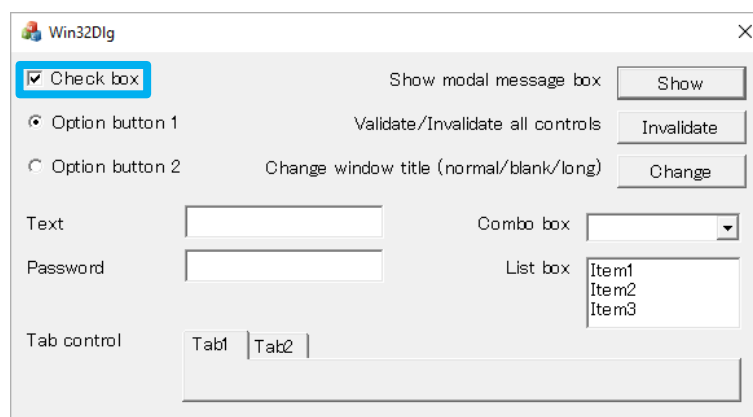 Win32Dlg
Check box
Show modal message box
Show
Option button 1
Validate/Invalidate all controls
Invalidate
Option button 2
Change window title (normal/blank/long)
Change
Text
Combo box
Password
List box
Item1
Item2
Item3
Tab control
Tab1
Tab2